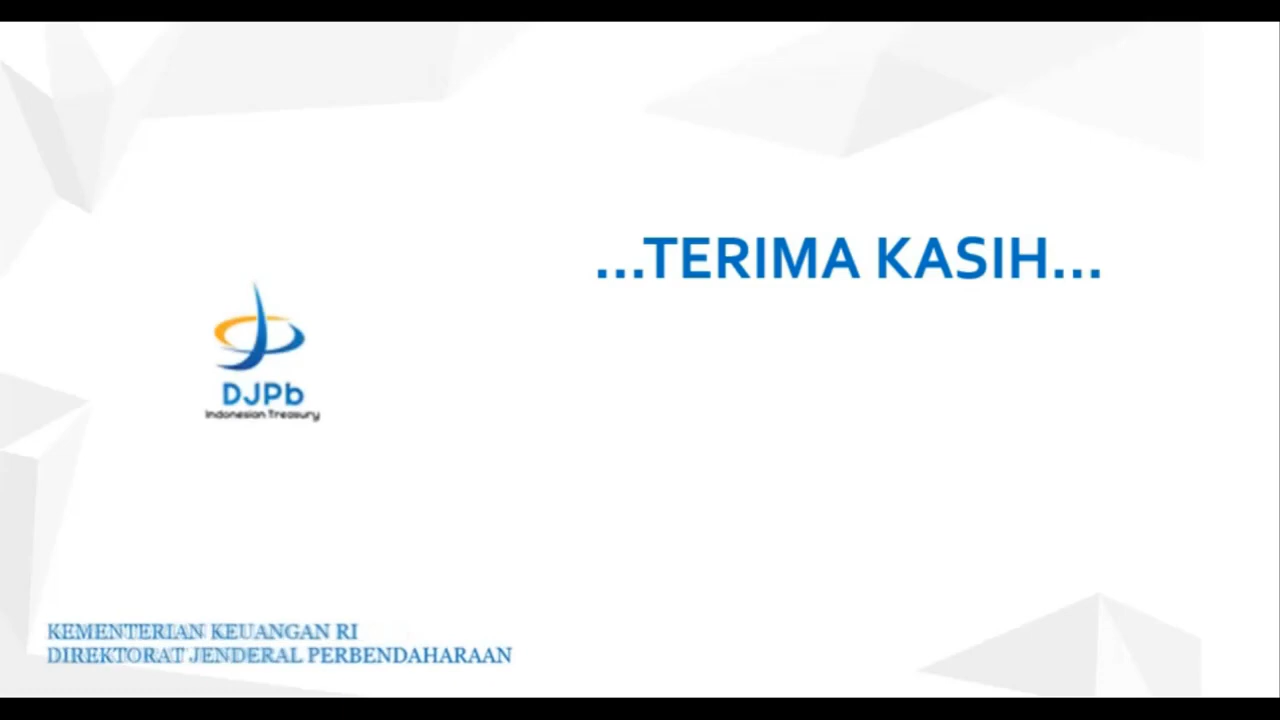 ...TERIMA KASIH...
DJPb
Indonesian Treasury
KEMENTERIAN KEUANGAN RI
DIREKTORAT JENDERAL PERBENDAHARAAN